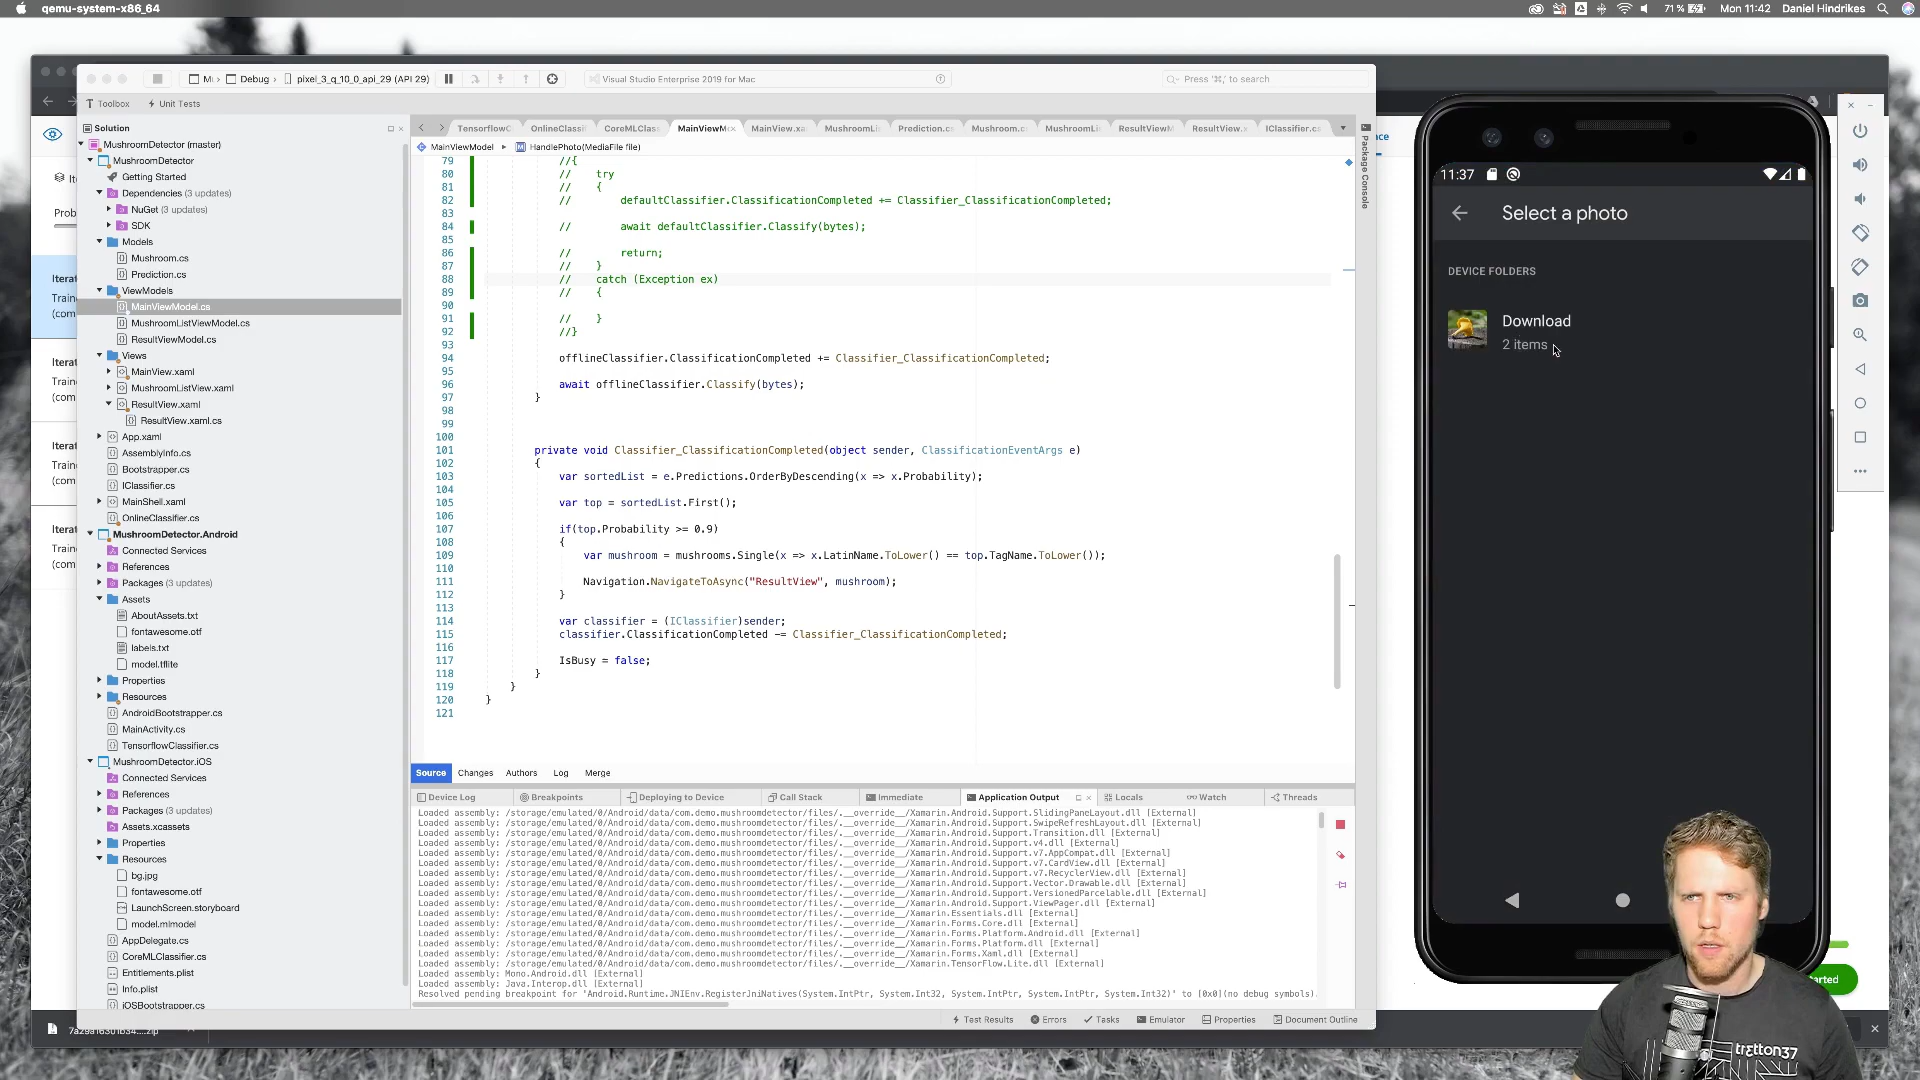 qemu-system-x86_64
71 %
Mon 11:42
Daniel Hindrikes
Debug
pixel_3_q_10_0_api_29 (API 29)
Visual Studio Enterprise 2019 for Mac
Press '⌘,' to search
Toolbox
Unit Tests
Solution
MushroomDetector (master)
MushroomDetector
Getting Started
Dependencies (3 updates)
NuGet (3 updates)
SDK
Models
Mushroom.cs
Prediction.cs
ViewModels
MainViewModel.cs
MushroomListViewModel.cs
ResultViewModel.cs
Views
MainView.xaml
MushroomListView.xaml
ResultView.xaml
ResultView.xaml.cs
App.xaml
AssemblyInfo.cs
Bootstrapper.cs
IClassifier.cs
MainShell.xaml
OnlineClassifier.cs
MushroomDetector.Android
Connected Services
References
Packages (3 updates)
Assets
AboutAssets.txt
fontawesome.otf
labels.txt
model.tflite
Properties
Resources
AndroidBootstrapper.cs
MainActivity.cs
TensorflowClassifier.cs
MushroomDetector.iOS
Connected Services
References
Packages (3 updates)
Assets.xcassets
Properties
Resources
bg.jpg
fontawesome.otf
LaunchScreen.storyboard
model.mlmodel
AppDelegate.cs
CoreMLClassifier.cs
Entitlements.plist
Info.plist
iOSBootstrapper.cs
TensorflowC
OnlineClassif
CoreMLClass
MainViewM
MainView.xa
MushroomLi
Prediction.cs
Mushroom.c
MushroomLi
ResultViewM
ResultView.x
IClassifier.cs
MainViewModel
HandlePhoto(MediaFile file)
79 //{
80 // try
81 // {
82 // defaultClassifier.ClassificationCompleted += Classifier_ClassificationCompleted;
83
84 // await defaultClassifier.Classify(bytes);
85
86 // return;
87 // }
88 // catch (Exception ex)
89 // {
90
91 // }
92 //}
93
94 offlineClassifier.ClassificationCompleted += Classifier_ClassificationCompleted;
95
96 await offlineClassifier.Classify(bytes);
97 }
98
99
100
101 private void Classifier_ClassificationCompleted(object sender, ClassificationEventArgs e)
102 {
103 var sortedList = e.Predictions.OrderByDescending(x => x.Probability);
104
105 var top = sortedList.First();
106
107 if(top.Probability >= 0.9)
108 {
109 var mushroom = mushrooms.Single(x => x.LatinName.ToLower() == top.TagName.ToLower());
110
111 Navigation.NavigateToAsync("ResultView", mushroom);
112 }
113
114 var classifier = (IClassifier)sender;
115 classifier.ClassificationCompleted -= Classifier_ClassificationCompleted;
116
117 IsBusy = false;
118 }
119 }
120 }
121
Package Console
Source
Changes
Authors
Log
Merge
Device Log
Breakpoints
Deploying to Device
Call Stack
Immediate
Application Output
Locals
Watch
Threads
Loaded assembly: /storage/emulated/0/Android/data/com.demo.mushroomdetector/files/.__override__/Xamarin.Android.Support.SlidingPaneLayout.dll [External]
Loaded assembly: /storage/emulated/0/Android/data/com.demo.mushroomdetector/files/.__override__/Xamarin.Android.Support.SwipeRefreshLayout.dll [External]
Loaded assembly: /storage/emulated/0/Android/data/com.demo.mushroomdetector/files/.__override__/Xamarin.Android.Support.Transition.dll [External]
Loaded assembly: /storage/emulated/0/Android/data/com.demo.mushroomdetector/files/.__override__/Xamarin.Android.Support.v4.dll [External]
Loaded assembly: /storage/emulated/0/Android/data/com.demo.mushroomdetector/files/.__override__/Xamarin.Android.Support.v7.AppCompat.dll [External]
Loaded assembly: /storage/emulated/0/Android/data/com.demo.mushroomdetector/files/.__override__/Xamarin.Android.Support.v7.CardView.dll [External]
Loaded assembly: /storage/emulated/0/Android/data/com.demo.mushroomdetector/files/.__override__/Xamarin.Android.Support.v7.RecyclerView.dll [External]
Loaded assembly: /storage/emulated/0/Android/data/com.demo.mushroomdetector/files/.__override__/Xamarin.Android.Support.Vector.Drawable.dll [External]
Loaded assembly: /storage/emulated/0/Android/data/com.demo.mushroomdetector/files/.__override__/Xamarin.Android.Support.VersionedParcelable.dll [External]
Loaded assembly: /storage/emulated/0/Android/data/com.demo.mushroomdetector/files/.__override__/Xamarin.Android.Support.ViewPager.dll [External]
Loaded assembly: /storage/emulated/0/Android/data/com.demo.mushroomdetector/files/.__override__/Xamarin.Essentials.dll [External]
Loaded assembly: /storage/emulated/0/Android/data/com.demo.mushroomdetector/files/.__override__/Xamarin.Forms.Core.dll [External]
Loaded assembly: /storage/emulated/0/Android/data/com.demo.mushroomdetector/files/.__override__/Xamarin.Forms.Platform.Android.dll [External]
Loaded assembly: /storage/emulated/0/Android/data/com.demo.mushroomdetector/files/.__override__/Xamarin.Forms.Platform.dll [External]
Loaded assembly: /storage/emulated/0/Android/data/com.demo.mushroomdetector/files/.__override__/Xamarin.Forms.Xaml.dll [External]
Loaded assembly: /storage/emulated/0/Android/data/com.demo.mushroomdetector/files/.__override__/Xamarin.TensorFlow.Lite.dll [External]
Loaded assembly: Mono.Android.dll [External]
Loaded assembly: Java.Interop.dll [External]
Resolved pending breakpoint for 'Android.Runtime.JNIEnv.RegisterJniNatives(System.IntPtr, System.Int32, System.IntPtr, System.IntPtr, System.Int32)' to [0x0](no debug symbols).
Test Results
Errors
Tasks
Emulator
Properties
Document Outline
11:37
Select a photo
DEVICE FOLDERS
Download
2 items
Prob
Iterat
Traine
(com
Iterat
Traine
(com
Iterat
Traine
(com
Iterat
Traine
(com
nce
arted
tretton37